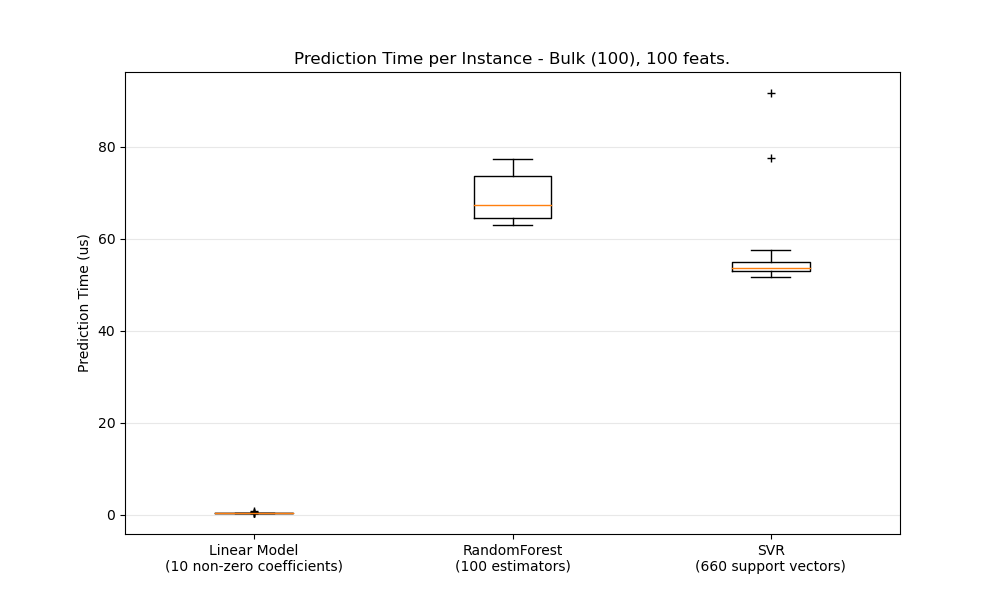 Prediction Time per Instance - Bulk (100), 100 feats.
Prediction Time (us)
80
60
40
20
0
Linear Model
(10 non-zero coefficients)
RandomForest
(100 estimators)
SVR
(660 support vectors)